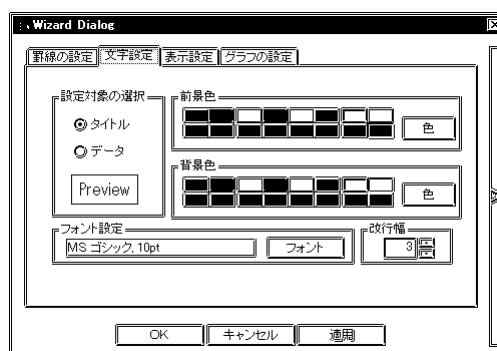 Wizard Dialog
罫線の設定 文字設定 表示設定 グラフの設定
設定対象の選択
タイトル
データ
Preview
前景色
色
背景色
色
フォント設定
MS ゴシック, 10pt フォント
改行幅
3
OK キャンセル 適用